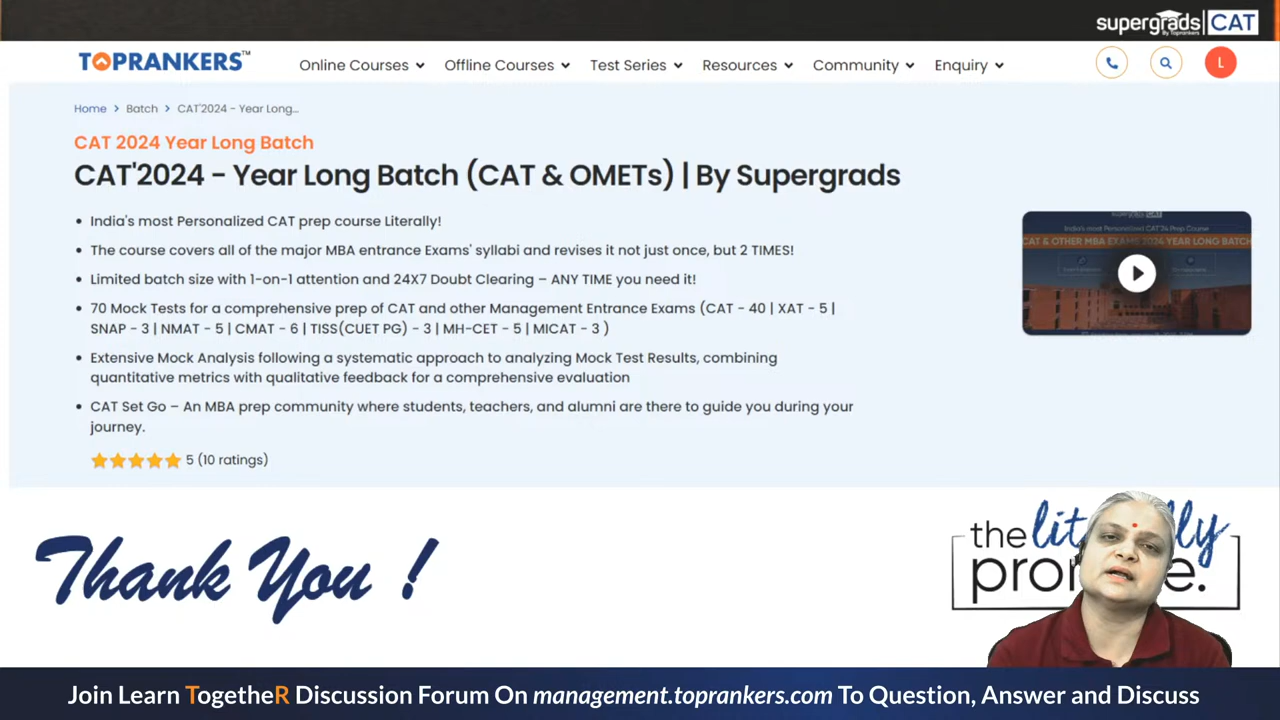 supergrads CAT
By Toprankers
TOPRANKERS™
Online Courses Offline Courses Test Series Resources Community Enquiry L
Home > Batch > CAT'2024 - Year Long...
CAT 2024 Year Long Batch
CAT'2024 - Year Long Batch (CAT & OMETs) | By Supergrads
• India's most Personalized CAT prep course Literally!
• The course covers all of the major MBA entrance Exams' syllabi and revises it not just once, but 2 TIMES!
• Limited batch size with 1-on-1 attention and 24X7 Doubt Clearing – ANY TIME you need it!
• 70 Mock Tests for a comprehensive prep of CAT and other Management Entrance Exams (CAT - 40 | XAT - 5 |
SNAP - 3 | NMAT - 5 | CMAT - 6 | TISS(CUET PG) - 3 | MH-CET - 5 | MICAT - 3 )
• Extensive Mock Analysis following a systematic approach to analyzing Mock Test Results, combining
quantitative metrics with qualitative feedback for a comprehensive evaluation
• CAT Set Go – An MBA prep community where students, teachers, and alumni are there to guide you during your
journey.
5 (10 ratings)
India's most Personalized CAT'24 Prep Course
CAT & OTHER MBA EXAMS 2024 YEAR LONG BATCH
Thank You !
the
Join Learn TogetheR Discussion Forum On management.toprankers.com To Question, Answer and Discuss